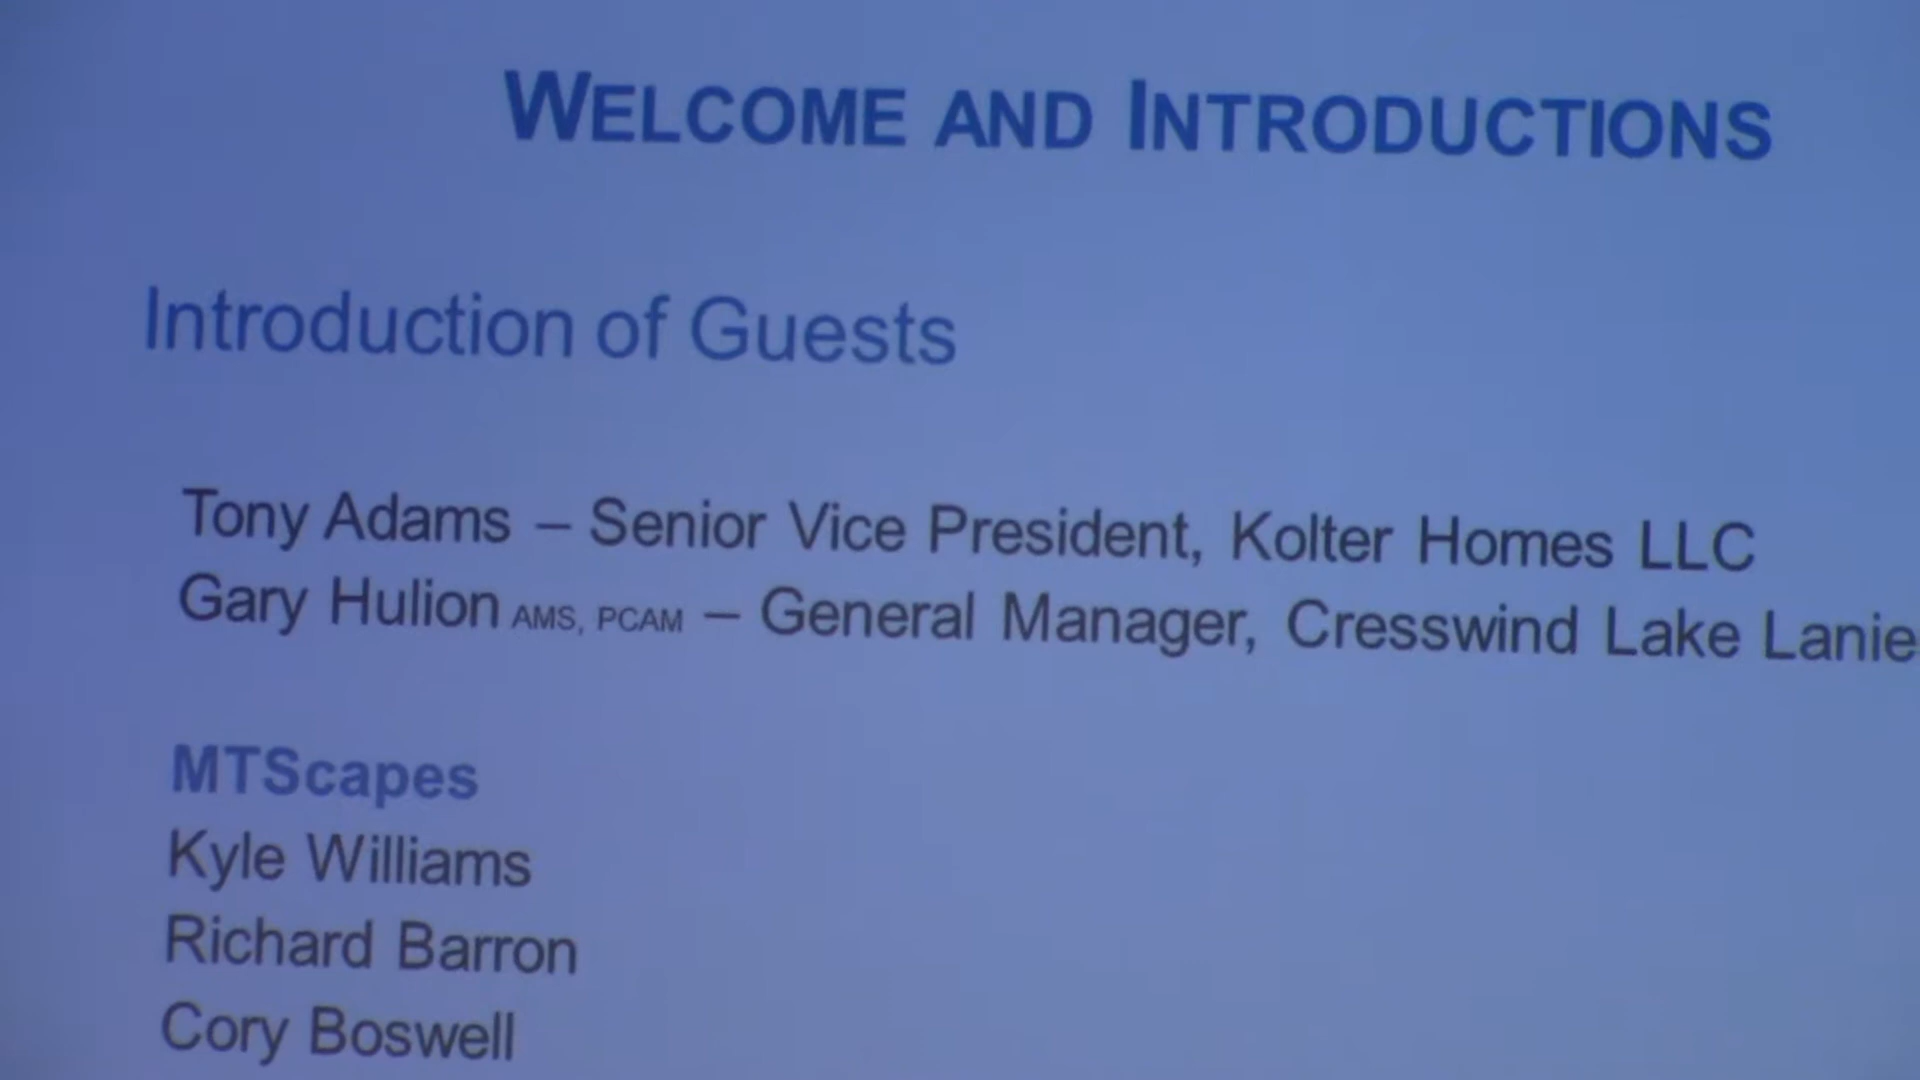 WELCOME AND INTRODUCTIONS
Introduction of Guests
Tony Adams – Senior Vice President, Kolter Homes LLC
Gary Hulion AMS, PCAM – General Manager, Cresswind Lake Lanie
MTScapes
Kyle Williams
Richard Barron
Cory Boswell